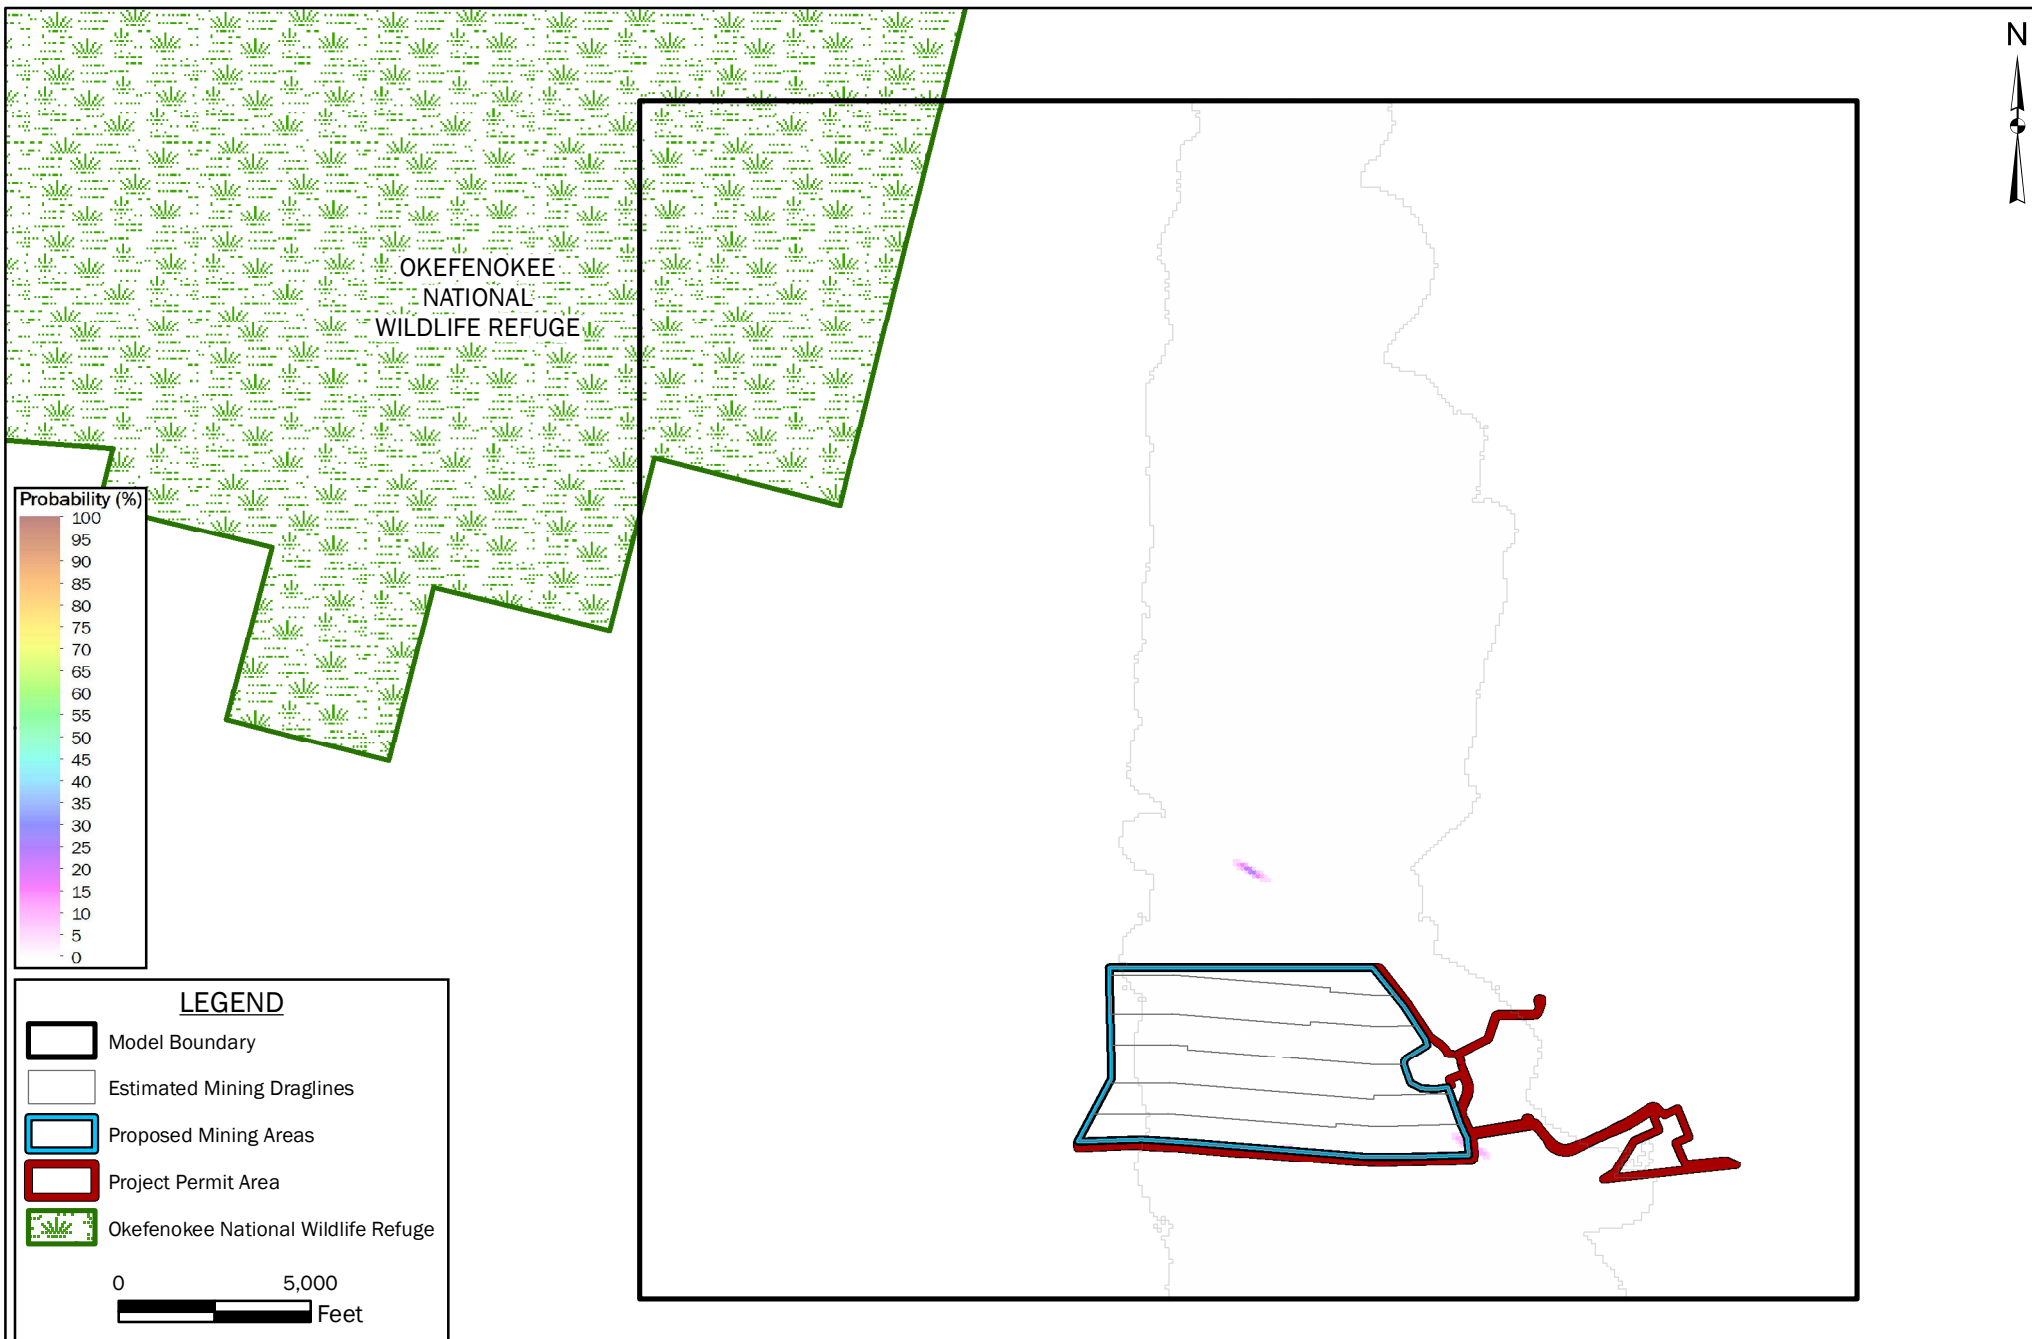 N
OKEFENOKEE
NATIONAL
WILDLIFE REFUGE
Probability (%)
100
95
90
85
80
75
70
65
60
55
50
45
40
35
30
25
20
15
10
5
0
LEGEND
Model Boundary
Estimated Mining Draglines
Proposed Mining Areas
Project Permit Area
Okefenokee National Wildlife Refuge
0 5,000
Feet